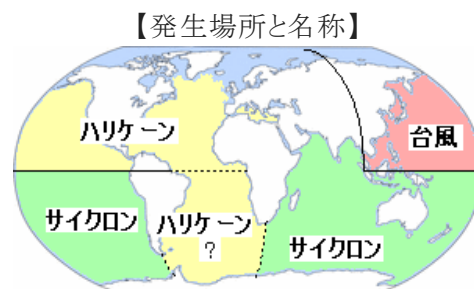 【発生場所と名称】
ハリケーン
台風
サイクロン
ハリケーン
?
サイクロン